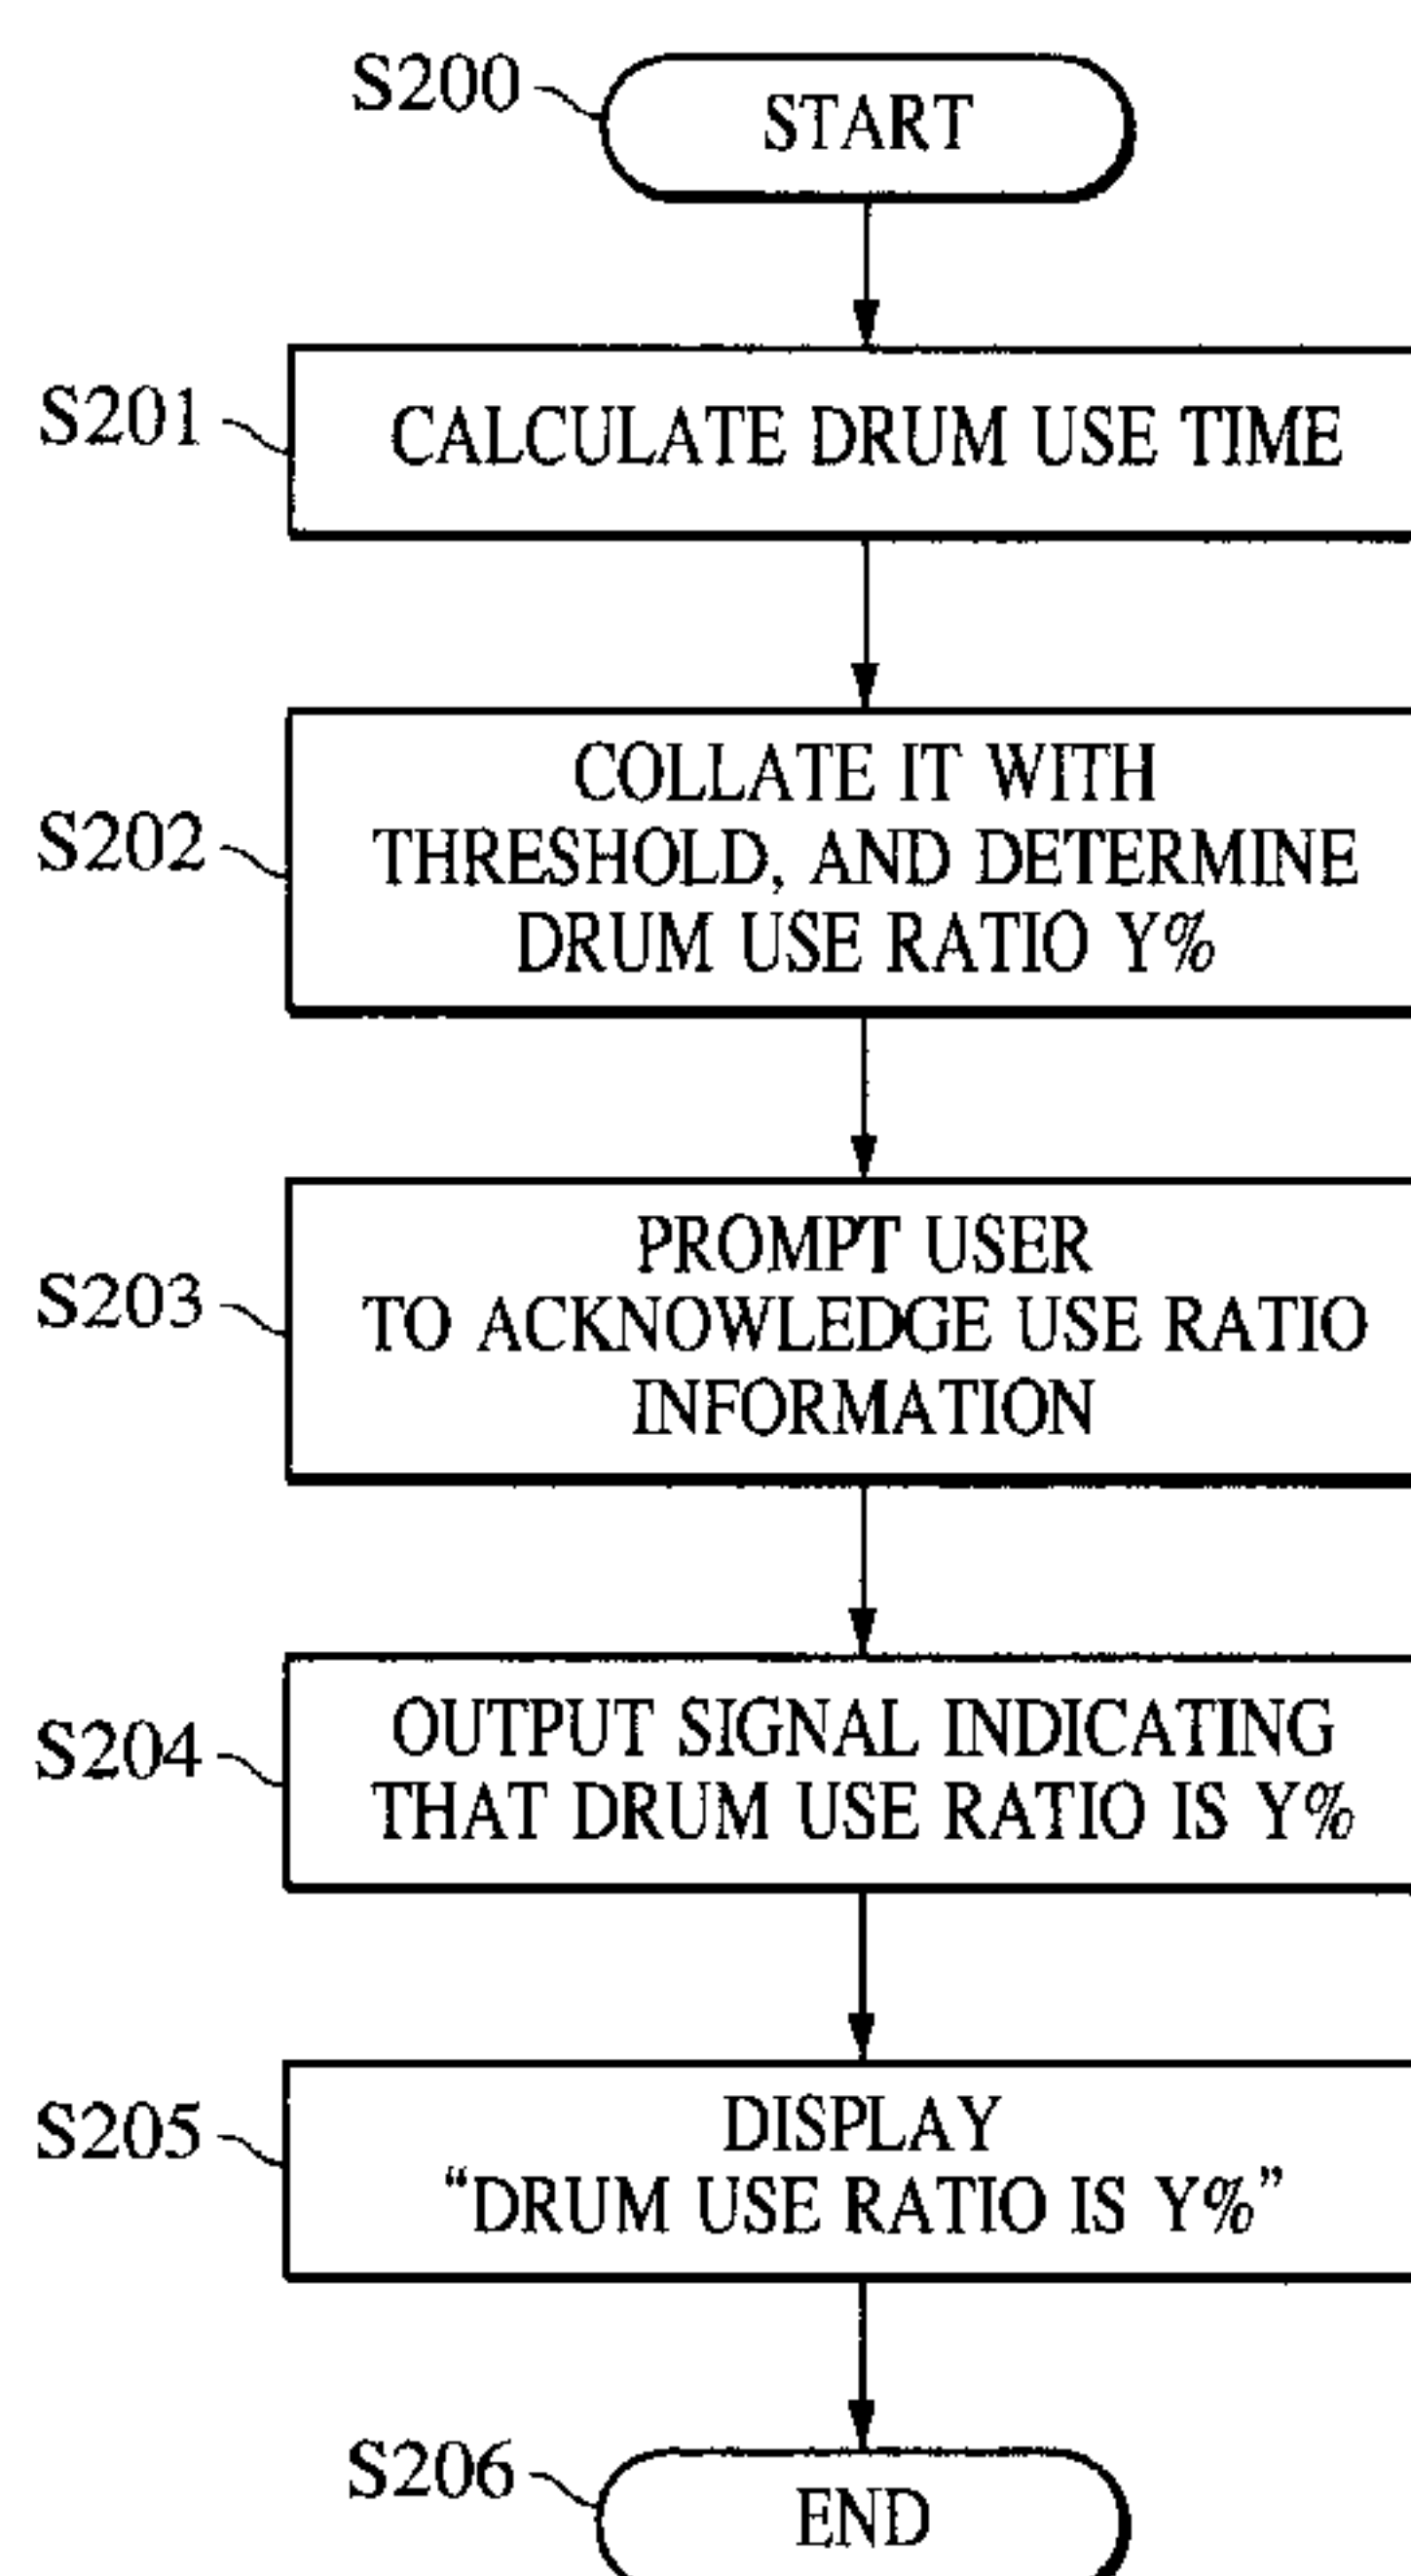 S200
START
S201
CALCULATE DRUM USE TIME
S202
COLLATE IT WITH
THRESHOLD, AND DETERMINE
DRUM USE RATIO Y%
S203
PROMPT USER
TO ACKNOWLEDGE USE RATIO
INFORMATION
S204
OUTPUT SIGNAL INDICATING
THAT DRUM USE RATIO IS Y%
S205
DISPLAY
“DRUM USE RATIO IS Y%”
S206
END